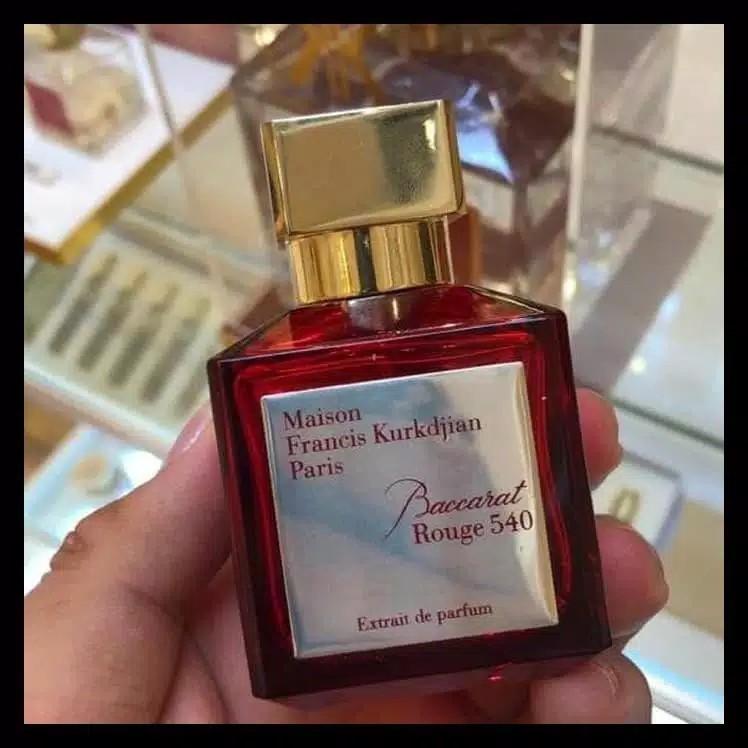 Maison
Francis Kurkdjian
Paris
Baccarat
Rouge 540
Extrait de parfum